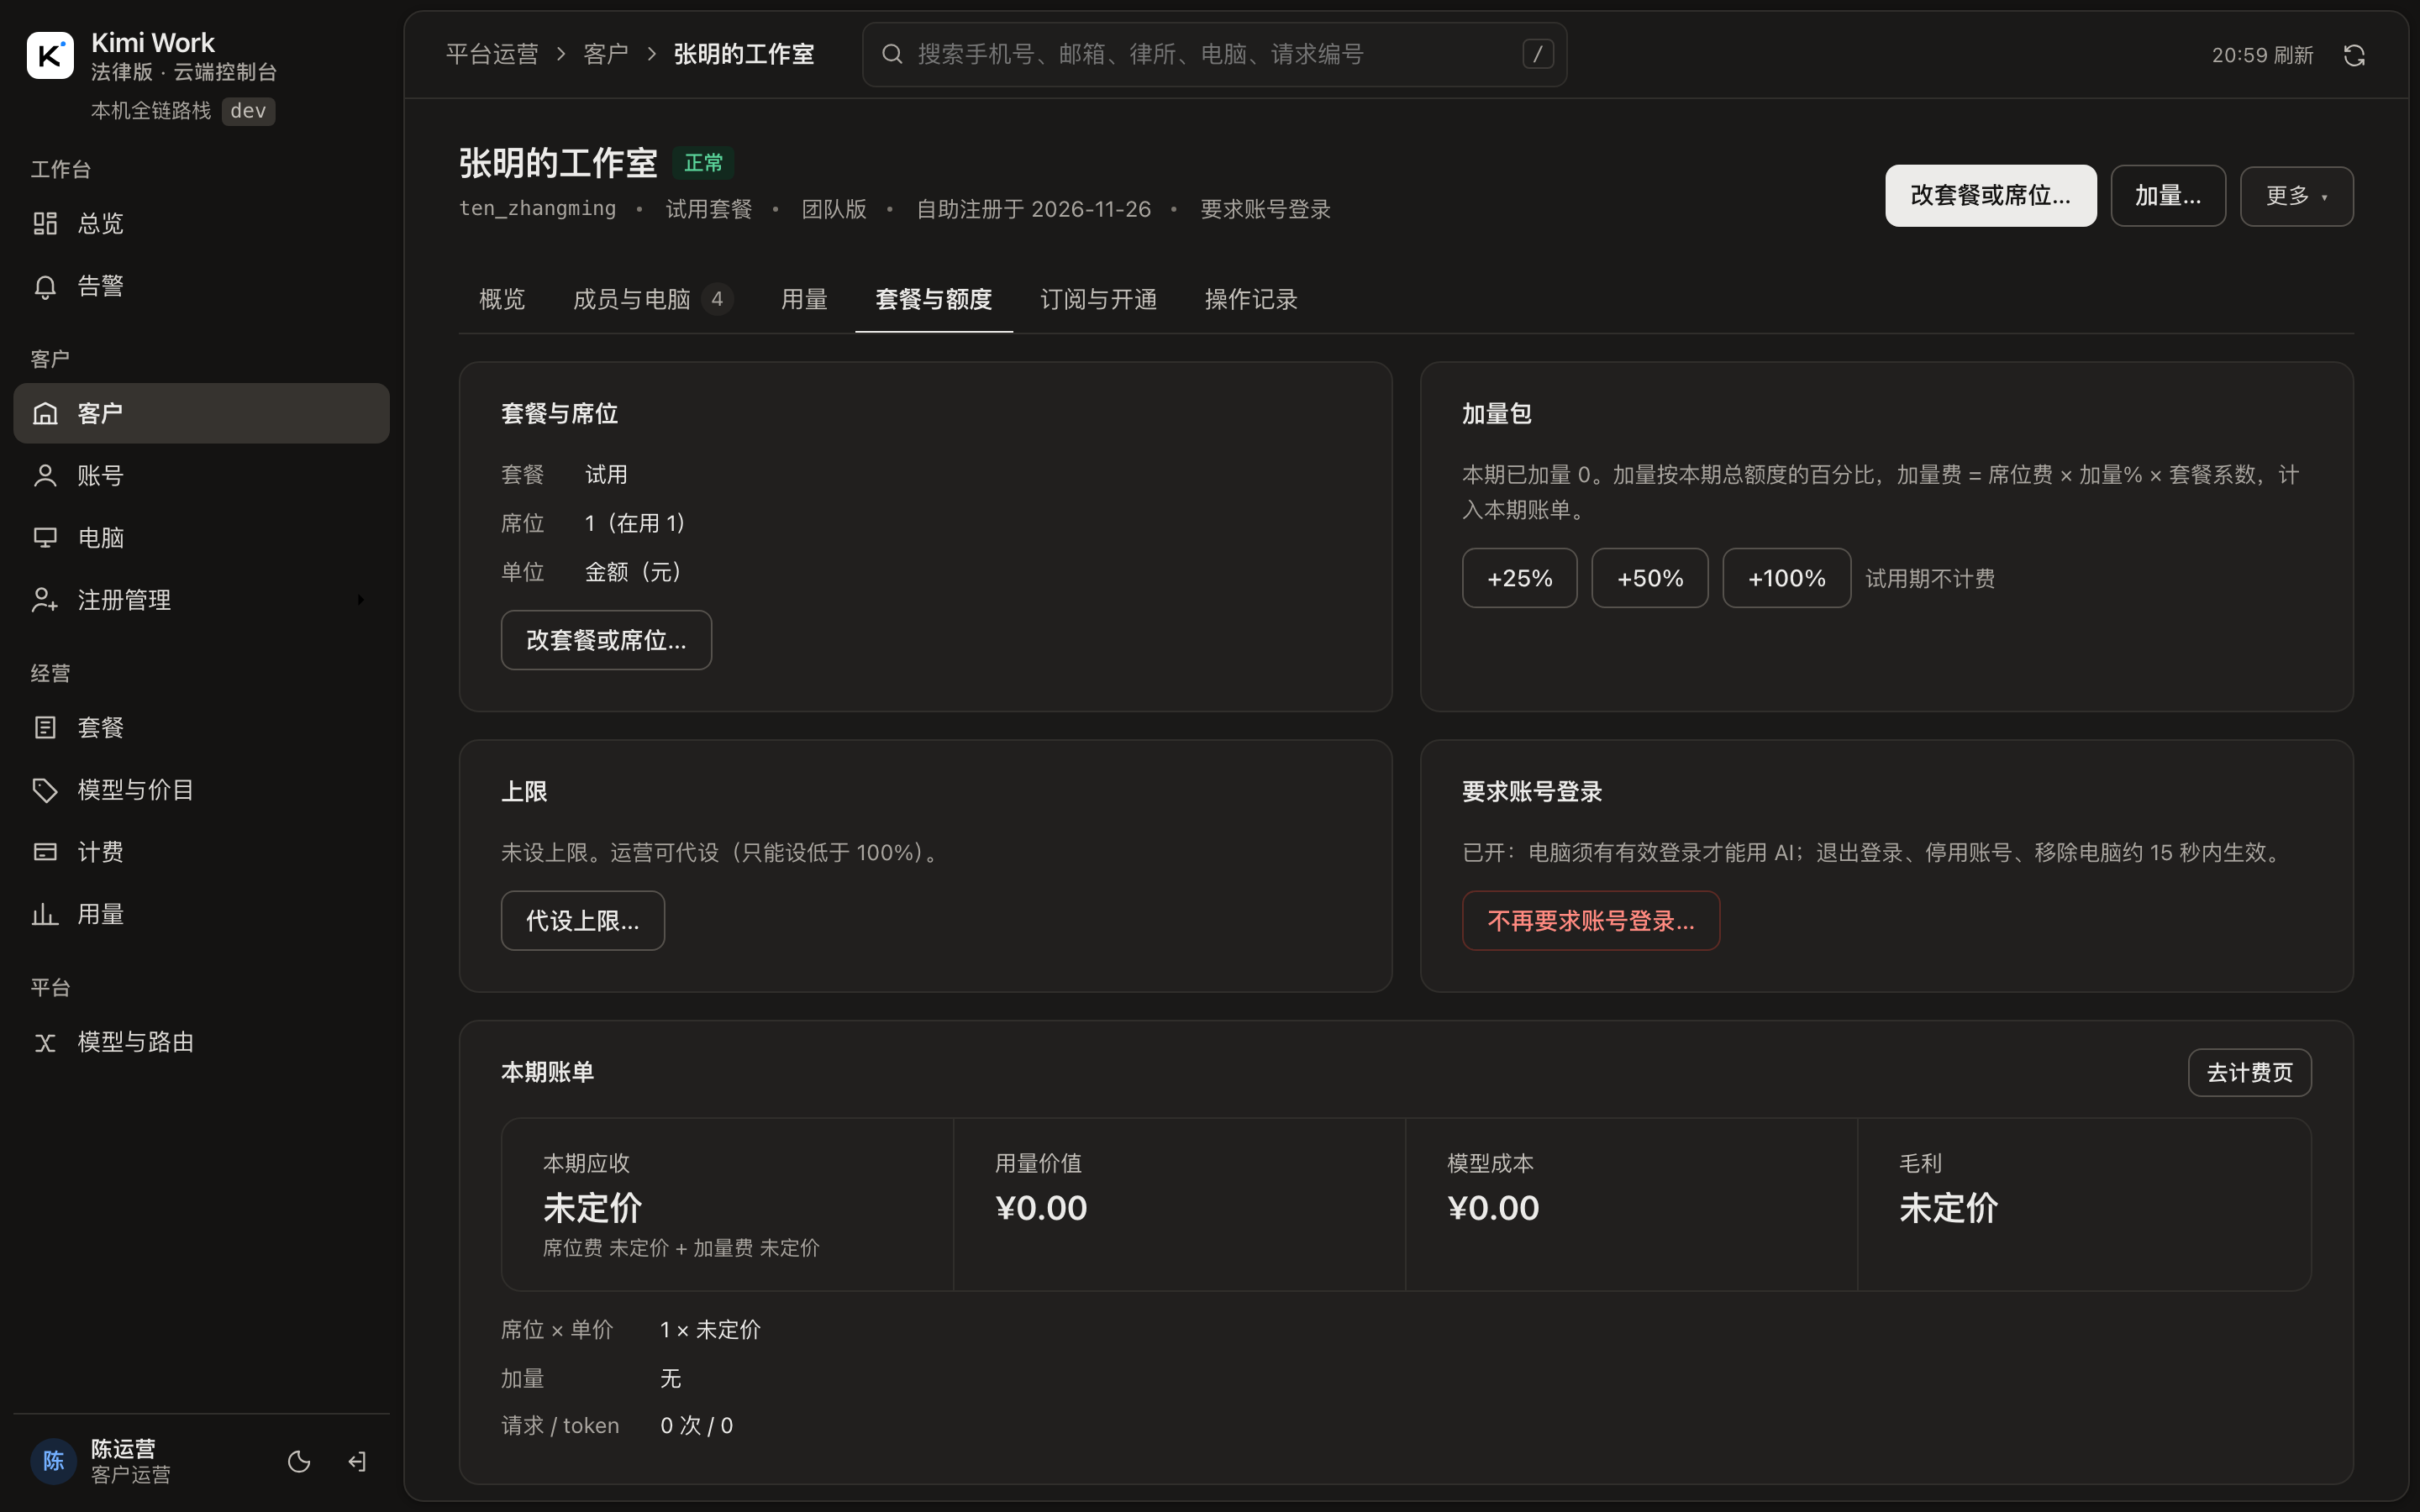 Kimi Work
法律版 · 云端控制台
本机全链路栈 dev
工作台
总览
告警
客户
客户
账号
电脑
注册管理
经营
套餐
模型与价目
计费
用量
平台
模型与路由
陈 陈运营
客户运营
平台运营 > 客户 > 张明的工作室
搜索手机号、邮箱、律所、电脑、请求编号 /
20:59 刷新
张明的工作室 正常
ten_zhangming • 试用套餐 • 团队版 • 自助注册于 2026-11-26 • 要求账号登录
改套餐或席位... 加量... 更多
概览 成员与电脑 4 用量 套餐与额度 订阅与开通 操作记录
套餐与席位
套餐 试用
席位 1（在用 1）
单位 金额（元）
改套餐或席位...
加量包
本期已加量 0。加量按本期总额度的百分比，加量费 = 席位费 × 加量% × 套餐系数，计
入本期账单。
+25% +50% +100% 试用期不计费
上限
未设上限。运营可代设（只能设低于 100%）。
代设上限...
要求账号登录
已开：电脑须有有效登录才能用 AI；退出登录、停用账号、移除电脑约 15 秒内生效。
不再要求账号登录...
本期账单
去计费页
本期应收
未定价
席位费 未定价 + 加量费 未定价
用量价值
¥0.00
模型成本
¥0.00
毛利
未定价
席位 × 单价 1 × 未定价
加量 无
请求 / token 0 次 / 0